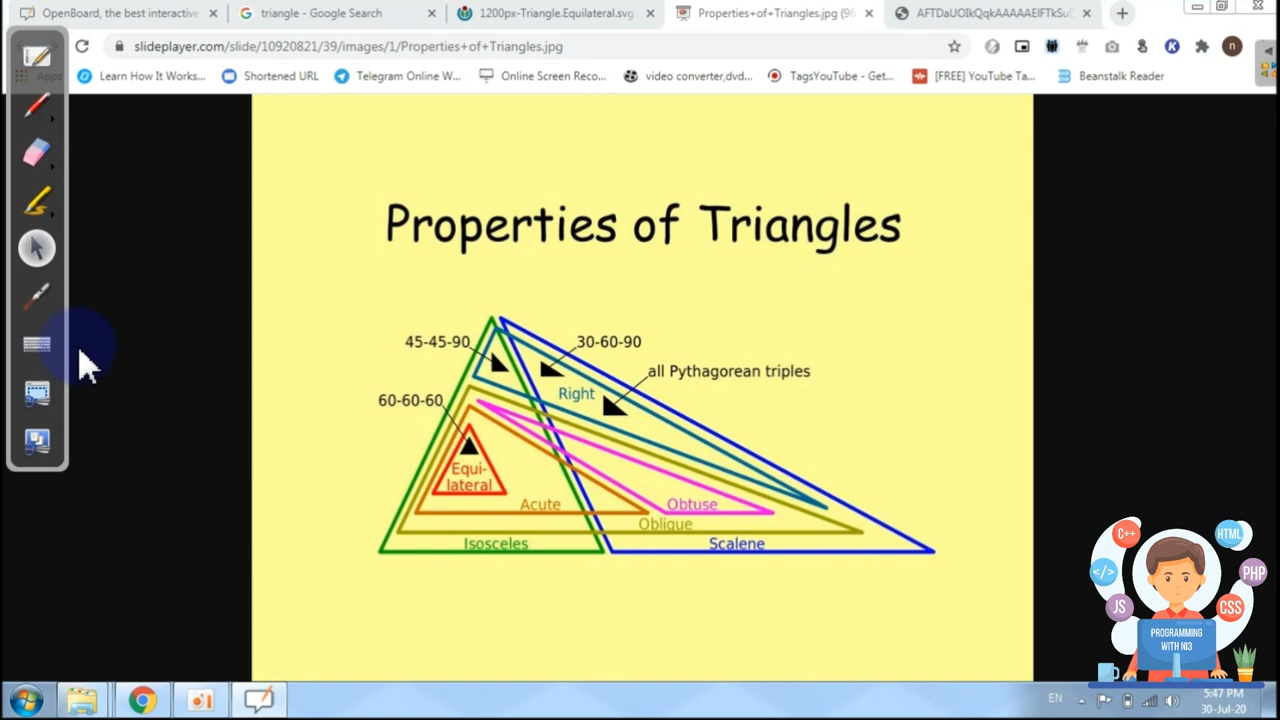 OpenBoard, the best interactive
triangle - Google Search
1200px-Triangle.Equilateral.svg
Properties+of+Triangles.jpg (96
slideplayer.com/slide/10920821/39/images/1/Properties+of+Triangles.jpg
n
Apps
Learn How It Works...
Shortened URL
Telegram Online W...
Online Screen Reco...
video converter,dvd...
TagsYouTube - Get...
[FREE] YouTube Ta...
Beanstalk Reader
Properties of Triangles
45-45-90
30-60-90
all Pythagorean triples
Right
60-60-60
Equi-
lateral
Acute
Obtuse
Oblique
Isosceles
Scalene
C++
HTML
</>
PHP
JS
CSS
PROGRAMMING
WITH NI3
EN
5:47 PM
30-Jul-20